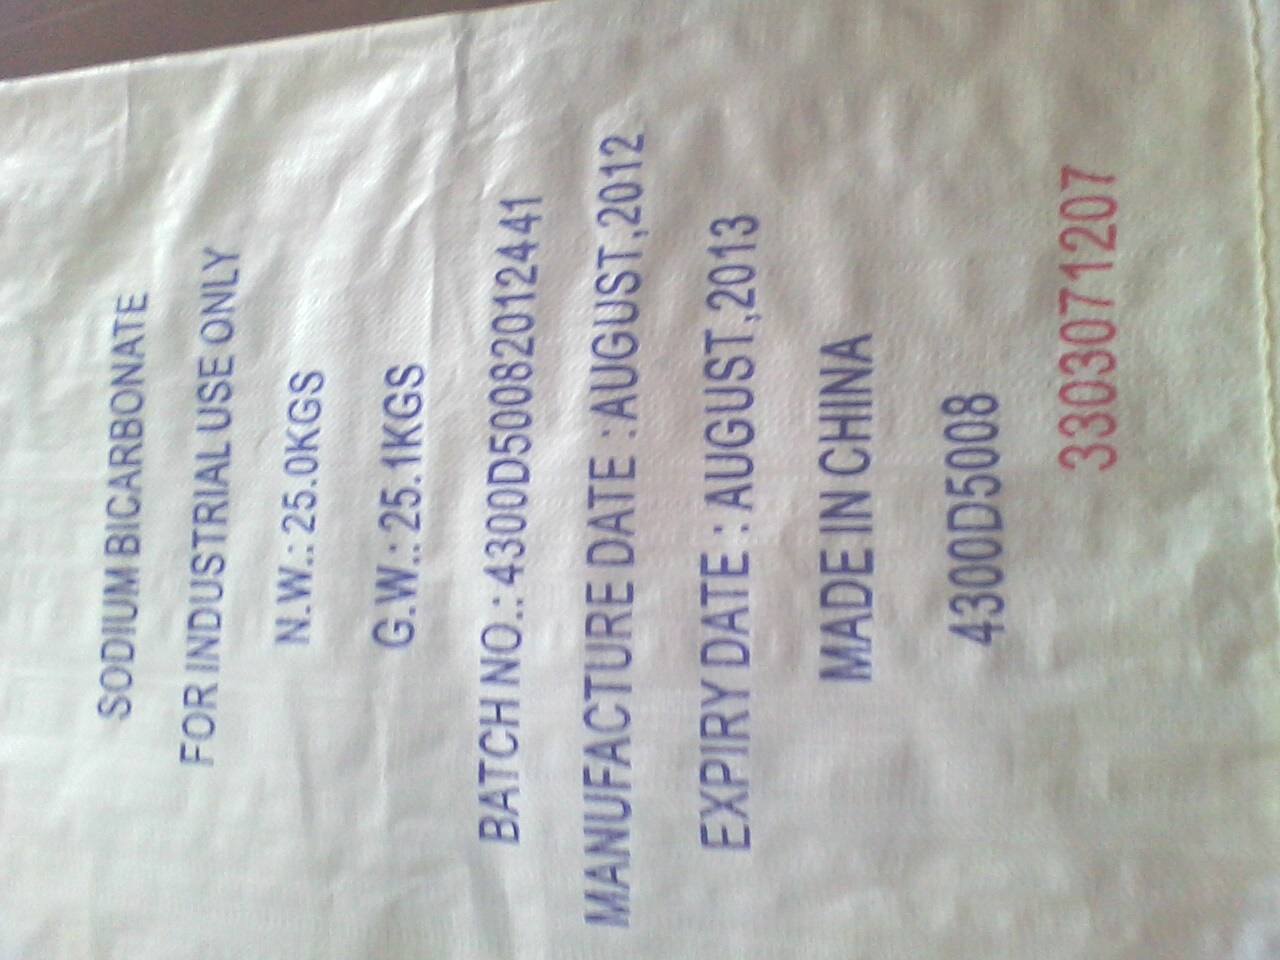 SODIUM BICARBONATE
FOR INDUSTRIAL USE ONLY
N.W.: 25.0KGS
G.W.: 25.1KGS
BATCH NO.: 4300D50082012441
MANUFACTURE DATE : AUGUST,2012
EXPIRY DATE : AUGUST,2013
MADE IN CHINA
4300D5008
3303071207